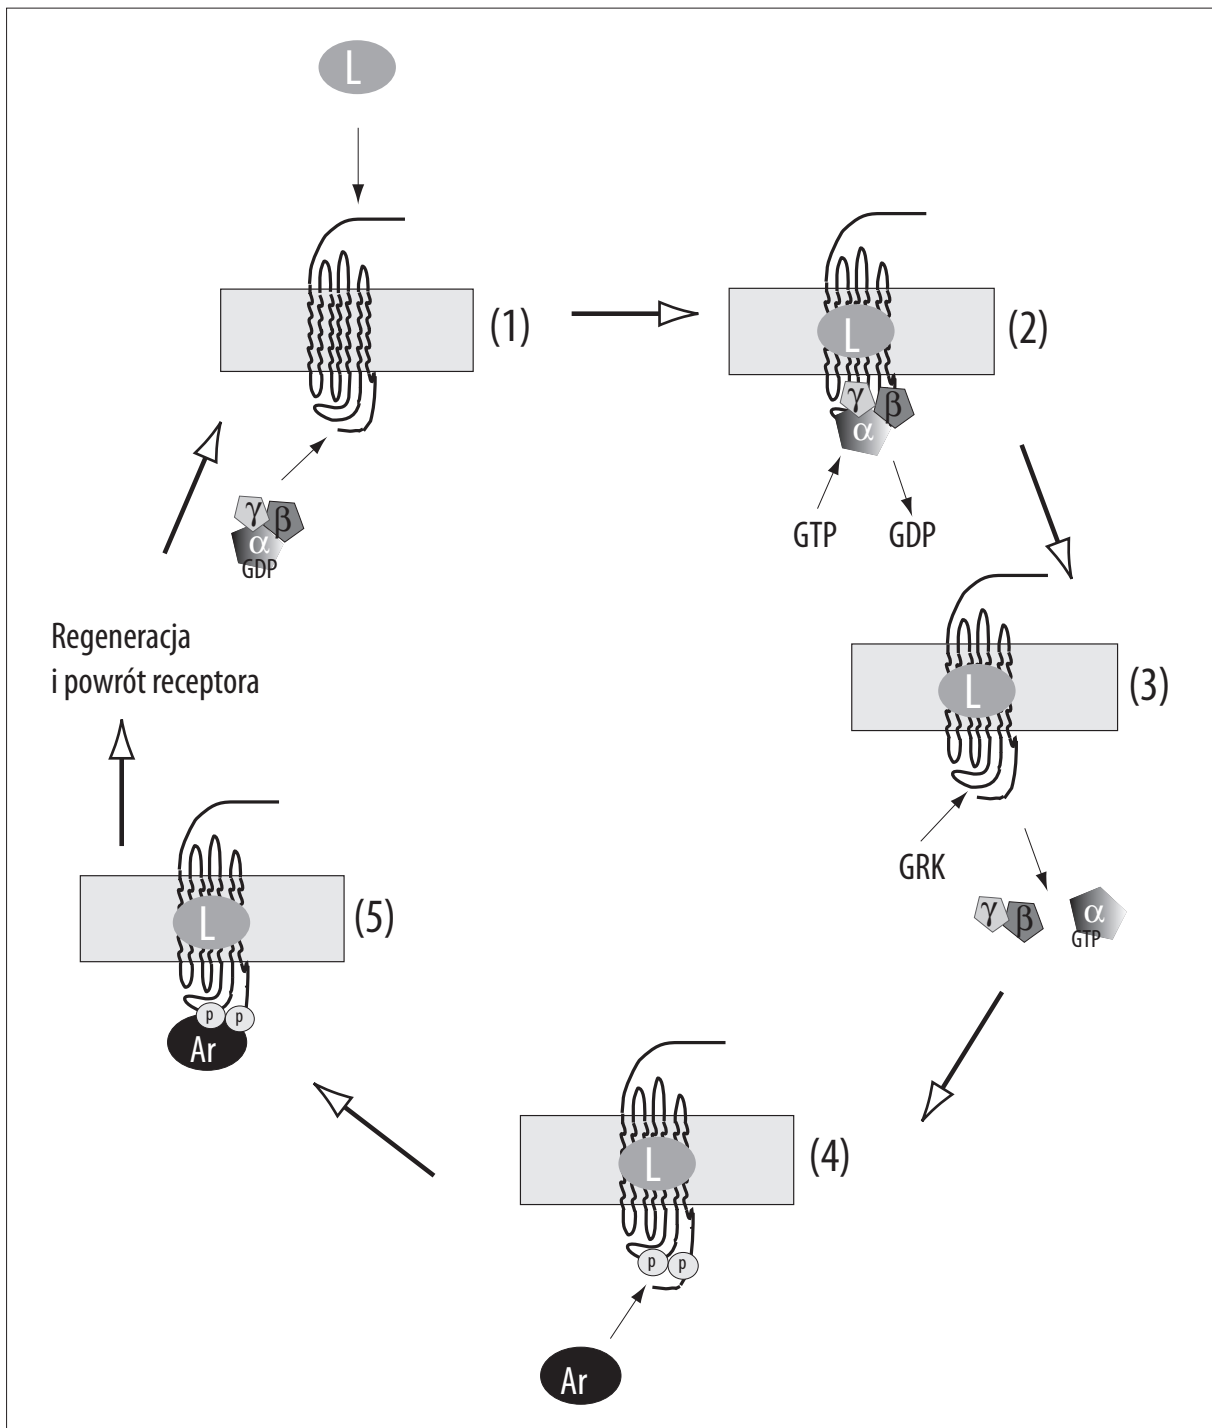 L
(1)
γ
β
α
GDP
L
(2)
γ
β
α
GTP
GDP
L
(3)
GRK
γ
β
α
GTP
L
(4)
p
p
Ar
L
(5)
p
p
Ar
Regeneracja
i powrót receptora